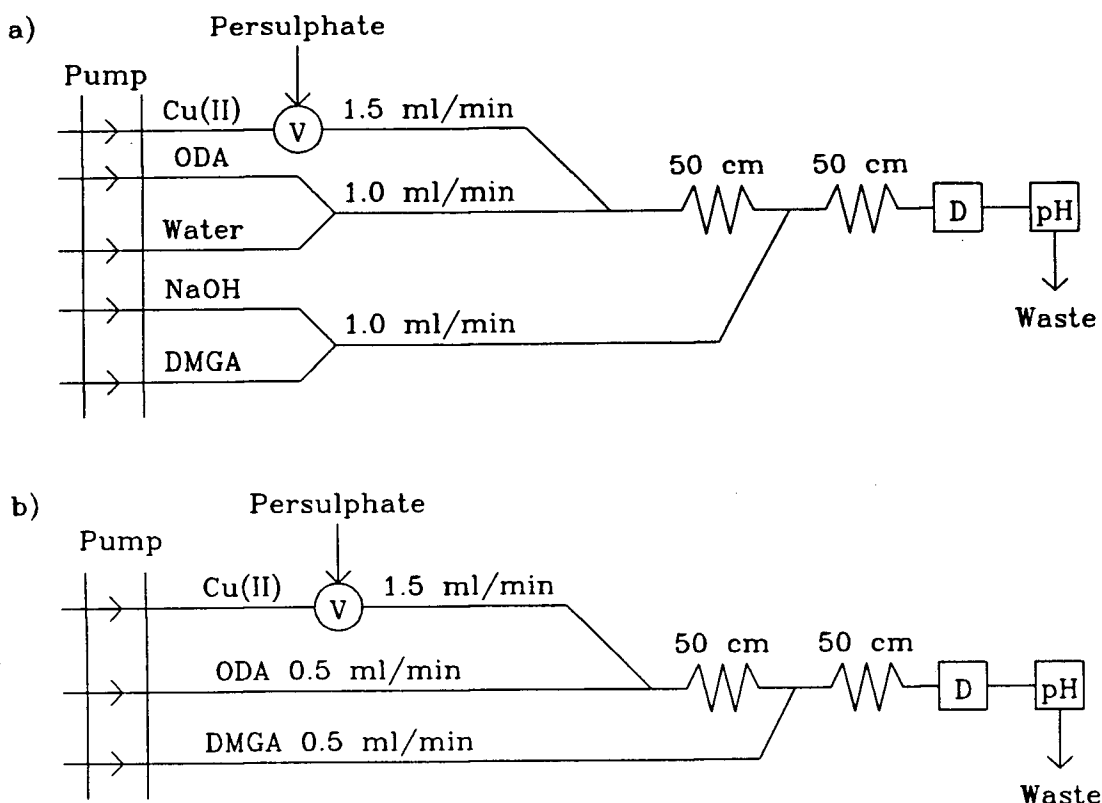 a)
Persulphate
Pump
Cu(II)
V
1.5 ml/min
ODA
50 cm
50 cm
1.0 ml/min
D
pH
Water
NaOH
Waste
1.0 ml/min
DMGA
b)
Persulphate
Pump
Cu(II)
V
1.5 ml/min
50 cm
50 cm
ODA 0.5 ml/min
D
pH
DMGA 0.5 ml/min
Waste